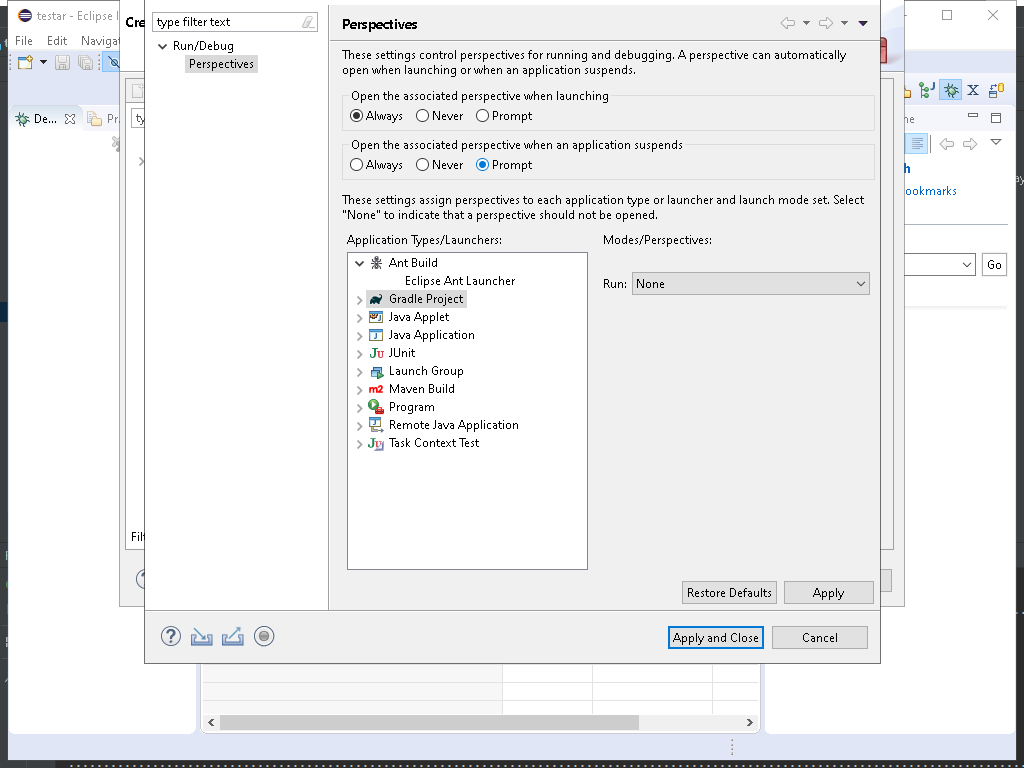 testar - Eclipse I
File Edit Navigat
De...
Pr
Cre
ty
Filt
type filter text
Run/Debug
Perspectives
Perspectives
These settings control perspectives for running and debugging. A perspective can automatically
open when launching or when an application suspends.
Open the associated perspective when launching
Always Never Prompt
Open the associated perspective when an application suspends
Always Never Prompt
These settings assign perspectives to each application type or launcher and launch mode set. Select
"None" to indicate that a perspective should not be opened.
Application Types/Launchers:
Modes/Perspectives:
Ant Build
Eclipse Ant Launcher
Gradle Project
Java Applet
Java Application
JUnit
Launch Group
Maven Build
Program
Remote Java Application
Task Context Test
Run: None
Restore Defaults Apply
Apply and Close Cancel
ne
h
ookmarks
Go